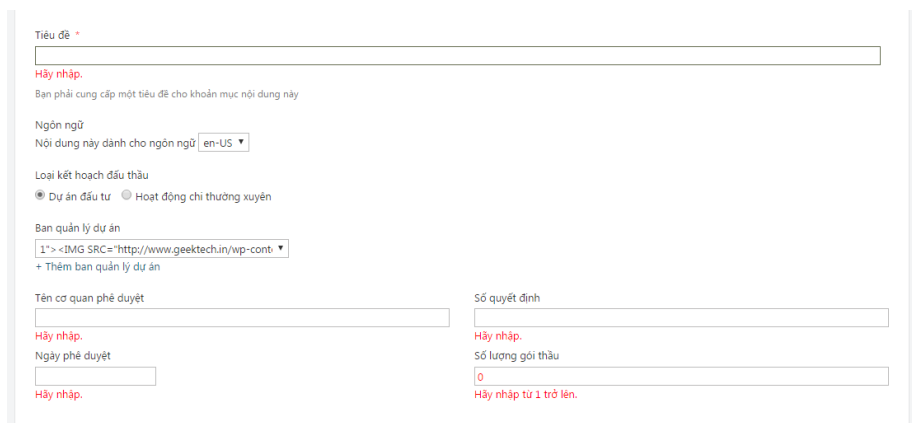 Tiêu đề *
Hãy nhập.
Bạn phải cung cấp một tiêu đề cho khoản mục nội dung này
Ngôn ngữ
Nội dung này dành cho ngôn ngữ en-US
Loại kết hoạch đấu thầu
Dự án đấu tư Hoạt động chi thường xuyên
Ban quản lý dự án
1"><IMG SRC="http://www.geektech.in/wp-cont
+ Thêm ban quản lý dự án
Tên cơ quan phê duyệt Số quyết định
Hãy nhập. Hãy nhập.
Ngày phê duyệt Số lượng gói thầu
0
Hãy nhập. Hãy nhập từ 1 trở lên.